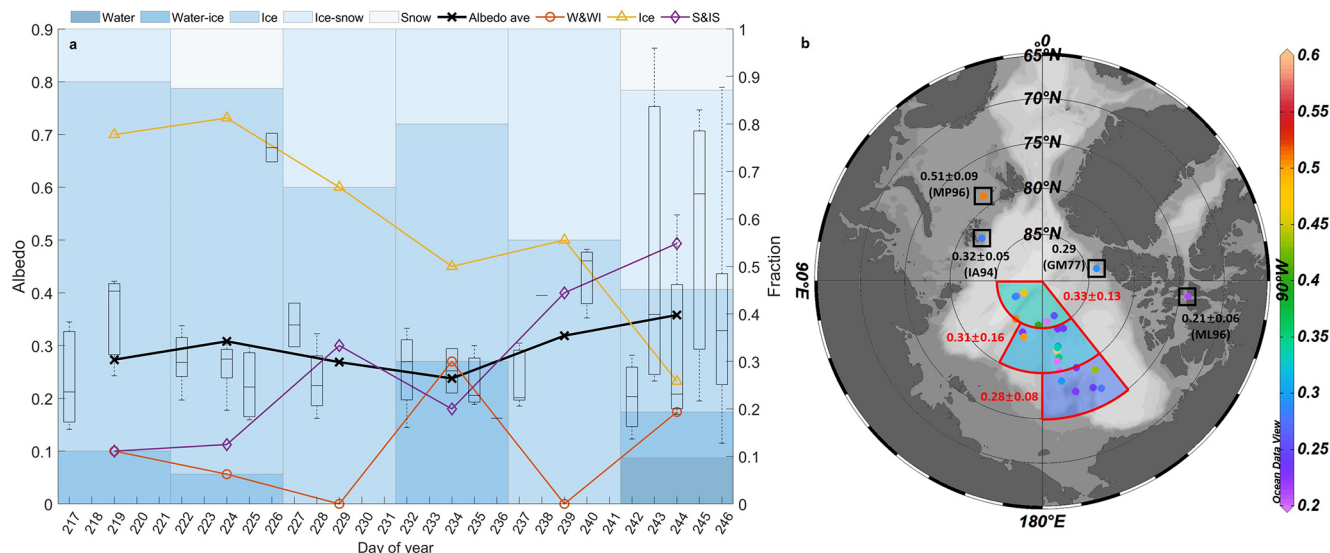 Water Water-ice Ice Ice-snow Snow Albedo ave W&WI Ice S&IS
a
Albedo
0.9
0.8
0.7
0.6
0.5
0.4
0.3
0.2
0.1
0
1
0.9
0.8
0.7
0.6
0.5
0.4
0.3
0.2
0.1
0
Fraction
217 218 219 220 221 222 223 224 225 226 227 228 229 230 231 232 233 234 235 236 237 238 239 240 241 242 243 244 245 246
Day of year
b
0
65°N
70°N
75°N
80°N
85°N
90°E
90°W
180°E
0.51±0.09
(MP96)
0.32±0.05
(IA94)
0.29
(GM77)
0.21±0.06
(ML96)
0.33±0.13
0.31±0.16
0.28±0.08
0.6
0.55
0.5
0.45
0.4
0.35
0.3
0.25
0.2
Ocean Data View